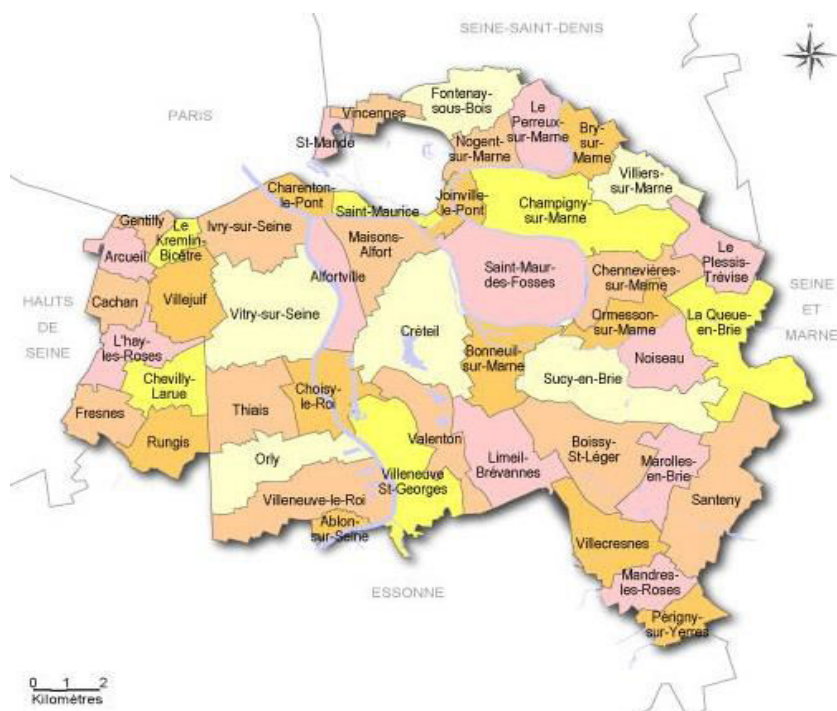 SEINE-SAINT-DENIS
PARIS
Fontenay-
sous-Bois
Vincennes
Le
Perreux-
sur-Marne
Bry-
sur-
Marne
St-Mandé
Nogent-
sur-Marne
Villiers-
sur-Marne
Charenton-
le-Pont
Saint-Maurice
Joinville-
le-Pont
Champigny-
sur-Marne
Gentilly
Le
Kremlin-
Bicêtre
Ivry-sur-Seine
Maisons-
Alfort
Arcueil
Le
Plessis-
Trévise
Alfortville
Saint-Maur-
des-Fosses
Chennevières-
sur-Marne
HAUTS
DE
SEINE
Cachan
Villejuif
Vitry-sur-Seine
Créteil
Ormesson-
sur-Marne
La Queue-
en-Brie
SEINE
ET
MARNE
L'hay-
les-Roses
Bonneuil-
sur-Marne
Noiseau
Chevilly-
Larue
Sucy-en-Brie
Choisy-
le-Roi
Thiais
Fresnes
Rungis
Valenton
Limeil-
Brévannes
Boissy-
St-Léger
Marolles-
en-Brie
Orly
Villeneuve
St-Georges
Villeneuve-le-Roi
Santeny
Ablon-
sur-Seine
Villecresnes
Mandres-
les-Roses
ESSONNE
Périgny-
sur-Yerres
0 1 2
Kilomètres